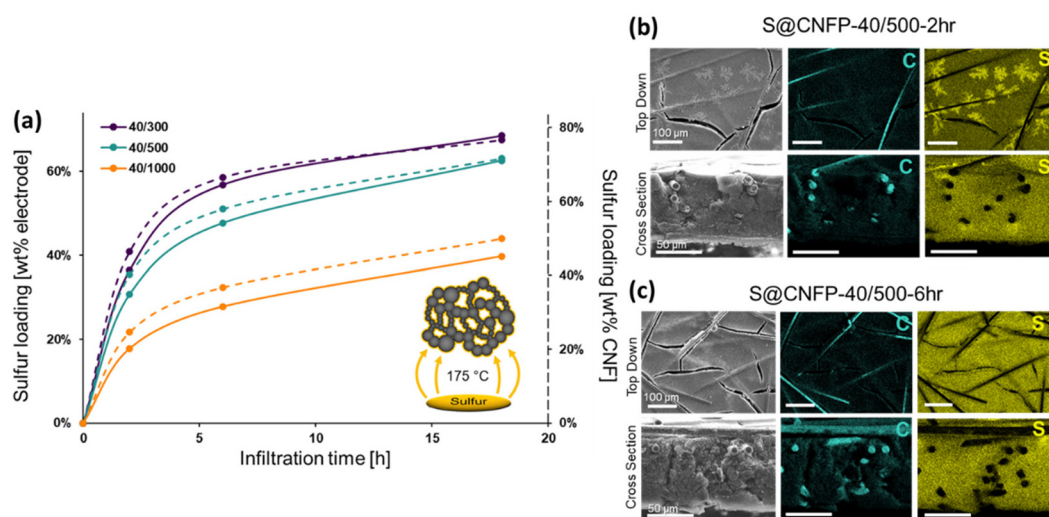 (a)
40/300
40/500
40/1000
Sulfur loading [wt% electrode]
60%
40%
20%
0%
0
5
10
15
20
Infiltration time [h]
175 °C
Sulfur
80%
60%
40%
20%
0%
Sulfur loading [wt% CNF]
(b)
S@CNFP-40/500-2hr
Top Down
100 µm
C
S
Cross Section
50 µm
C
S
(c)
S@CNFP-40/500-6hr
Top Down
100 µm
C
S
Cross Section
50 µm
C
S